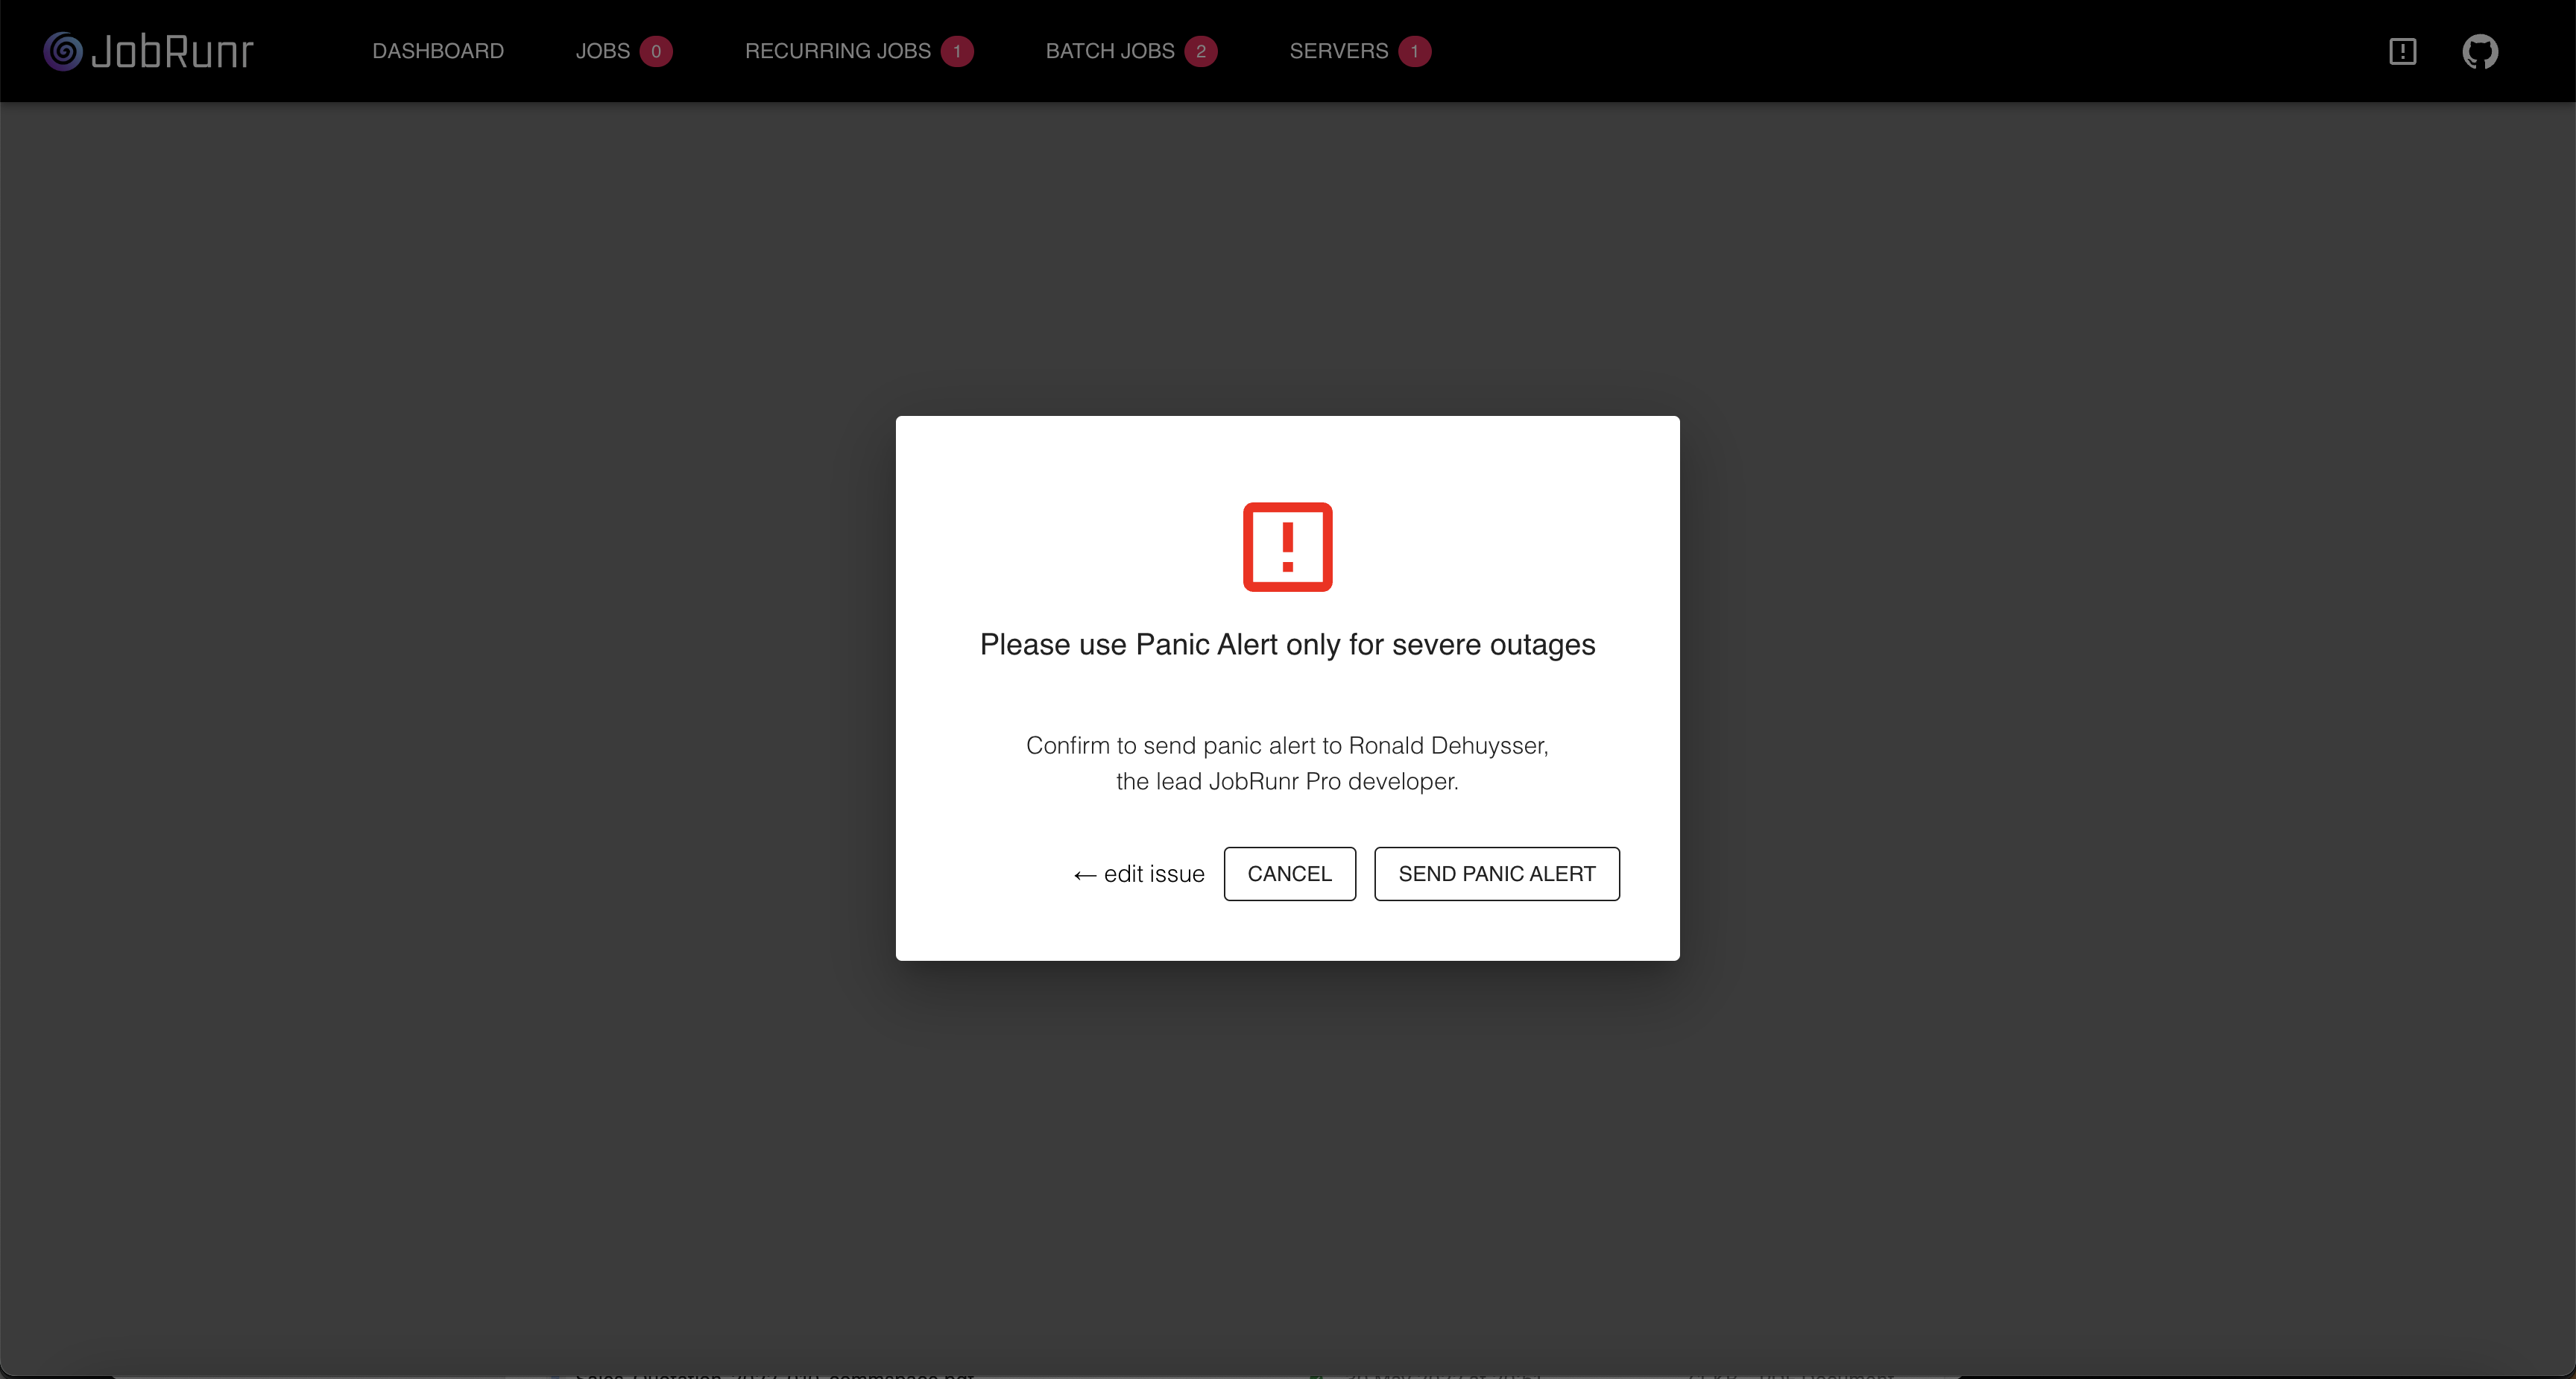 JobRunr
DASHBOARD
JOBS 0
RECURRING JOBS 1
BATCH JOBS 2
SERVERS 1
Please use Panic Alert only for severe outages
Confirm to send panic alert to Ronald Dehuysser,
the lead JobRunr Pro developer.
← edit issue
CANCEL
SEND PANIC ALERT